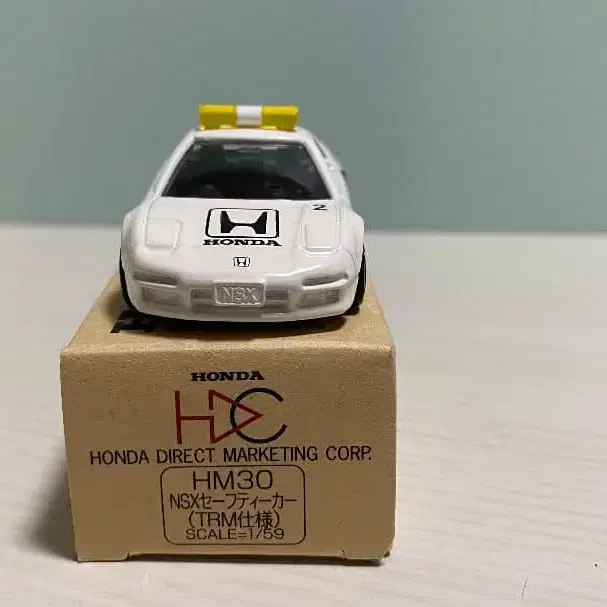 2
HONDA
NSX
HONDA
HDC
HONDA DIRECT MARKETING CORP.
HM30
NSXセーフティーカー
(TRM仕様)
SCALE=1/59